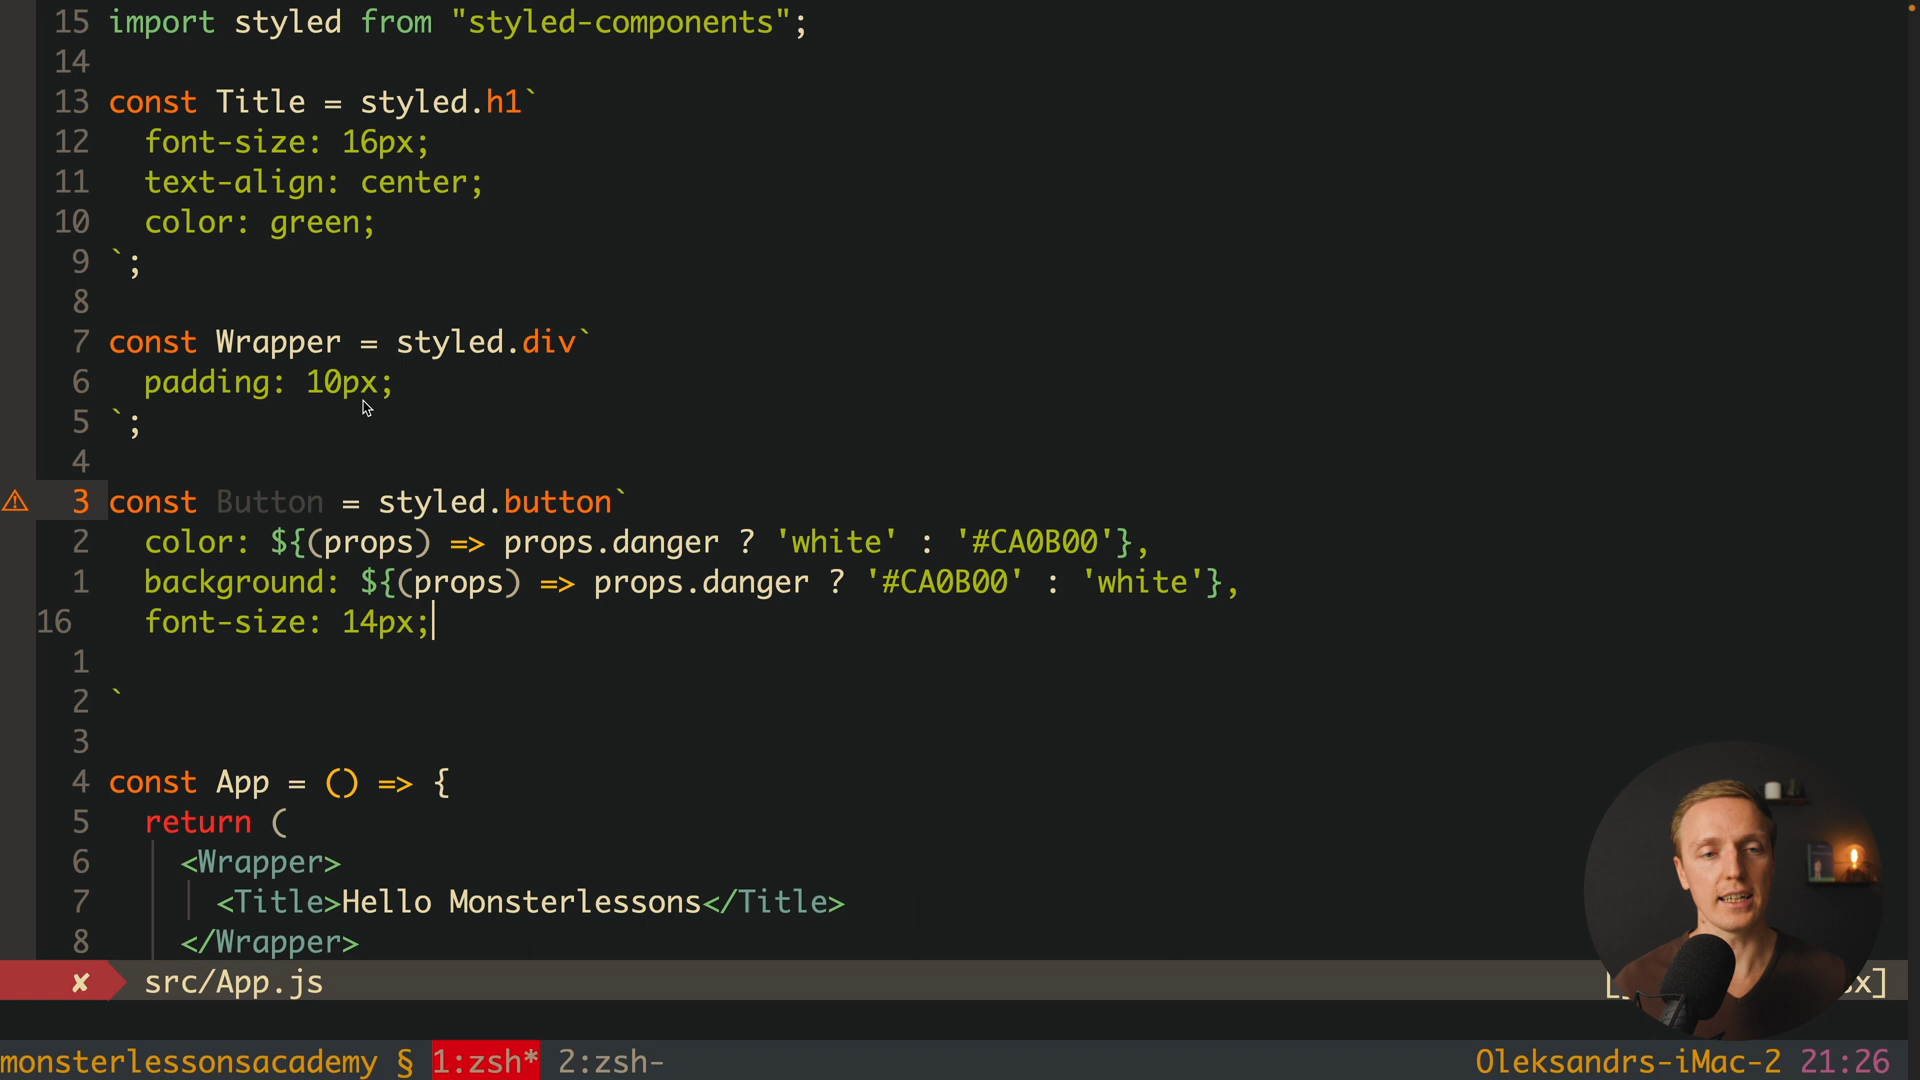 15 import styled from "styled-components";
14
13 const Title = styled.h1`
12   font-size: 16px;
11   text-align: center;
10   color: green;
9 `;
8
7 const Wrapper = styled.div`
6   padding: 10px;
5 `;
4
3 const Button = styled.button`
2   color: ${(props) => props.danger ? 'white' : '#CA0B00'},
1   background: ${(props) => props.danger ? '#CA0B00' : 'white'},
16   font-size: 14px;
1
2 `
3
4 const App = () => {
5   return (
6     <Wrapper>
7       <Title>Hello Monsterlessons</Title>
8     </Wrapper>
✘ src/App.js
monsterlessonsacademy § 1:zsh* 2:zsh- Oleksandrs-iMac-2 21:26